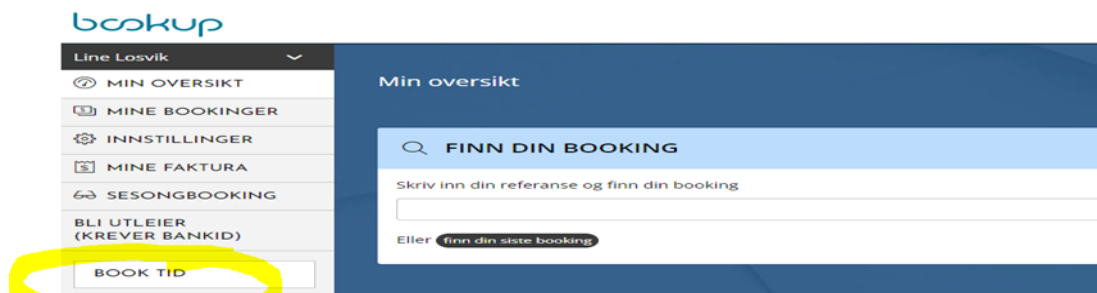 bookup
Line Losvik
MIN OVERSIKT
MINE BOOKINGER
INNSTILLINGER
MINE FAKTURA
SESONGBOOKING
BLI UTLEIER
(KREVER BANKID)
BOOK TID
Min oversikt
FINN DIN BOOKING
Skriv inn din referanse og finn din booking
Eller finn din siste booking